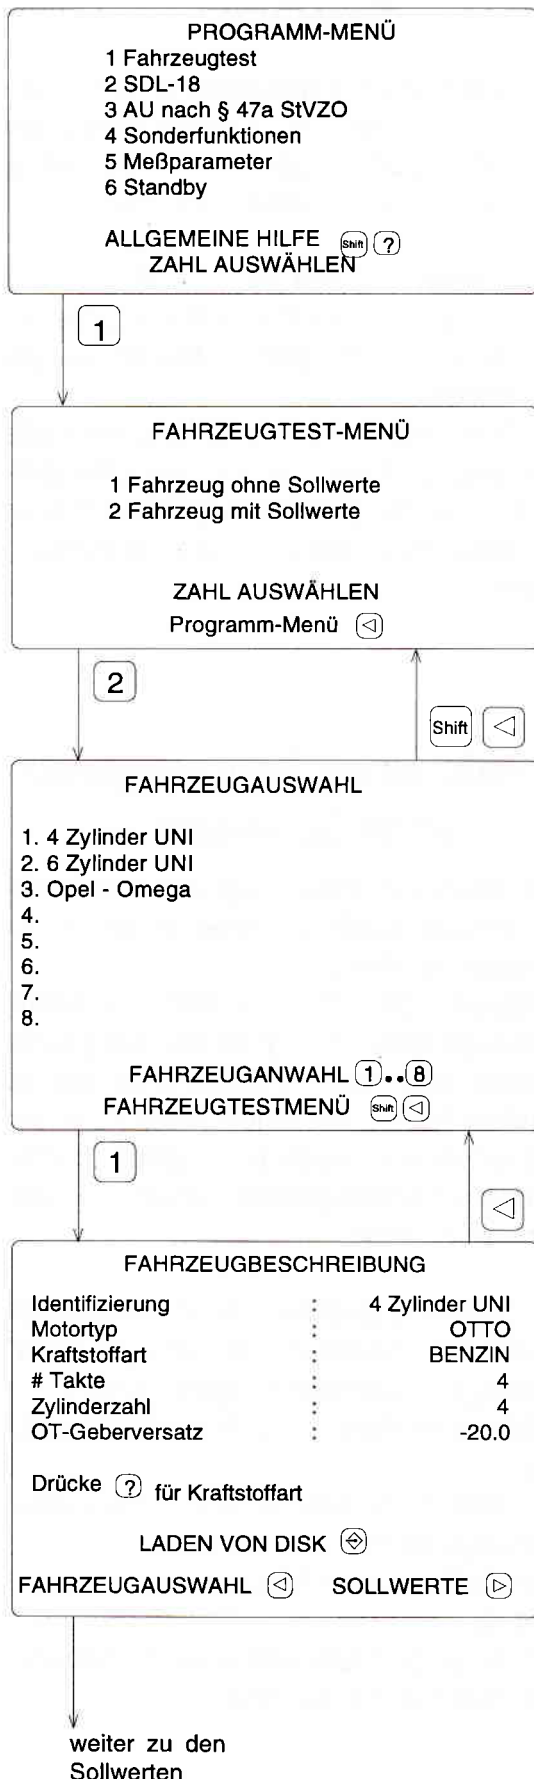 PROGRAMM-MENÜ
1 Fahrzeugtest
2 SDL-18
3 AU nach § 47a StVZO
4 Sonderfunktionen
5 Meßparameter
6 Standby
ALLGEMEINE HILFE Shift ?
ZAHL AUSWÄHLEN
1
FAHRZEUGTEST-MENÜ
1 Fahrzeug ohne Sollwerte
2 Fahrzeug mit Sollwerte
ZAHL AUSWÄHLEN
Programm-Menü ◁
2
Shift ◁
FAHRZEUGAUSWAHL
1. 4 Zylinder UNI
2. 6 Zylinder UNI
3. Opel - Omega
4.
5.
6.
7.
8.
FAHRZEUGANWAHL 1..8
FAHRZEUGTESTMENÜ Shift ◁
1
◁
FAHRZEUGBESCHREIBUNG
Identifizierung : 4 Zylinder UNI
Motortyp : OTTO
Kraftstoffart : BENZIN
# Takte : 4
Zylinderzahl : 4
OT-Geberversatz : -20.0
Drücke ? für Kraftstoffart
LADEN VON DISK
FAHRZEUGAUSWAHL ◁ SOLLWERTE ▷
weiter zu den
Sollwerten